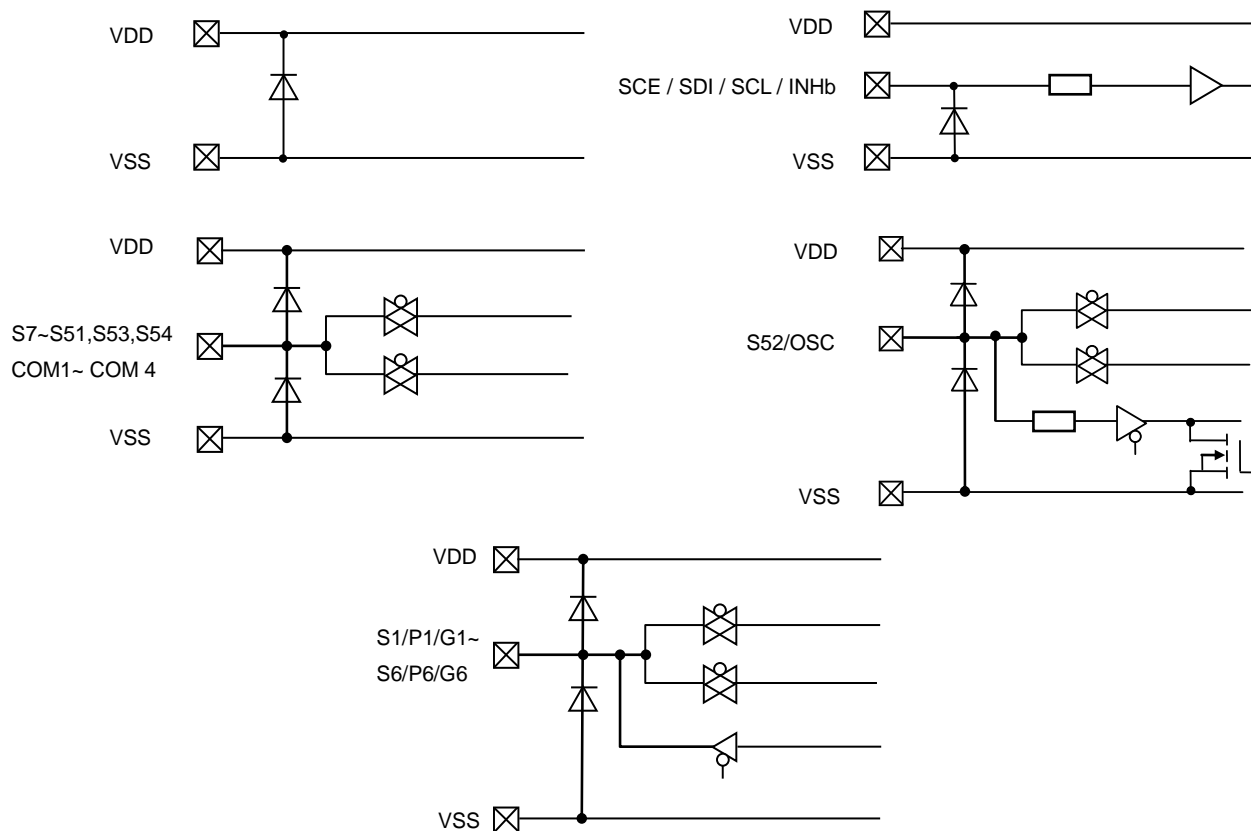 VDD
VSS
VDD
SCE / SDI / SCL / INHb
VSS
VDD
S7~S51,S53,S54
COM1~ COM 4
VSS
VDD
S52/OSC
VSS
VDD
S1/P1/G1~
S6/P6/G6
VSS